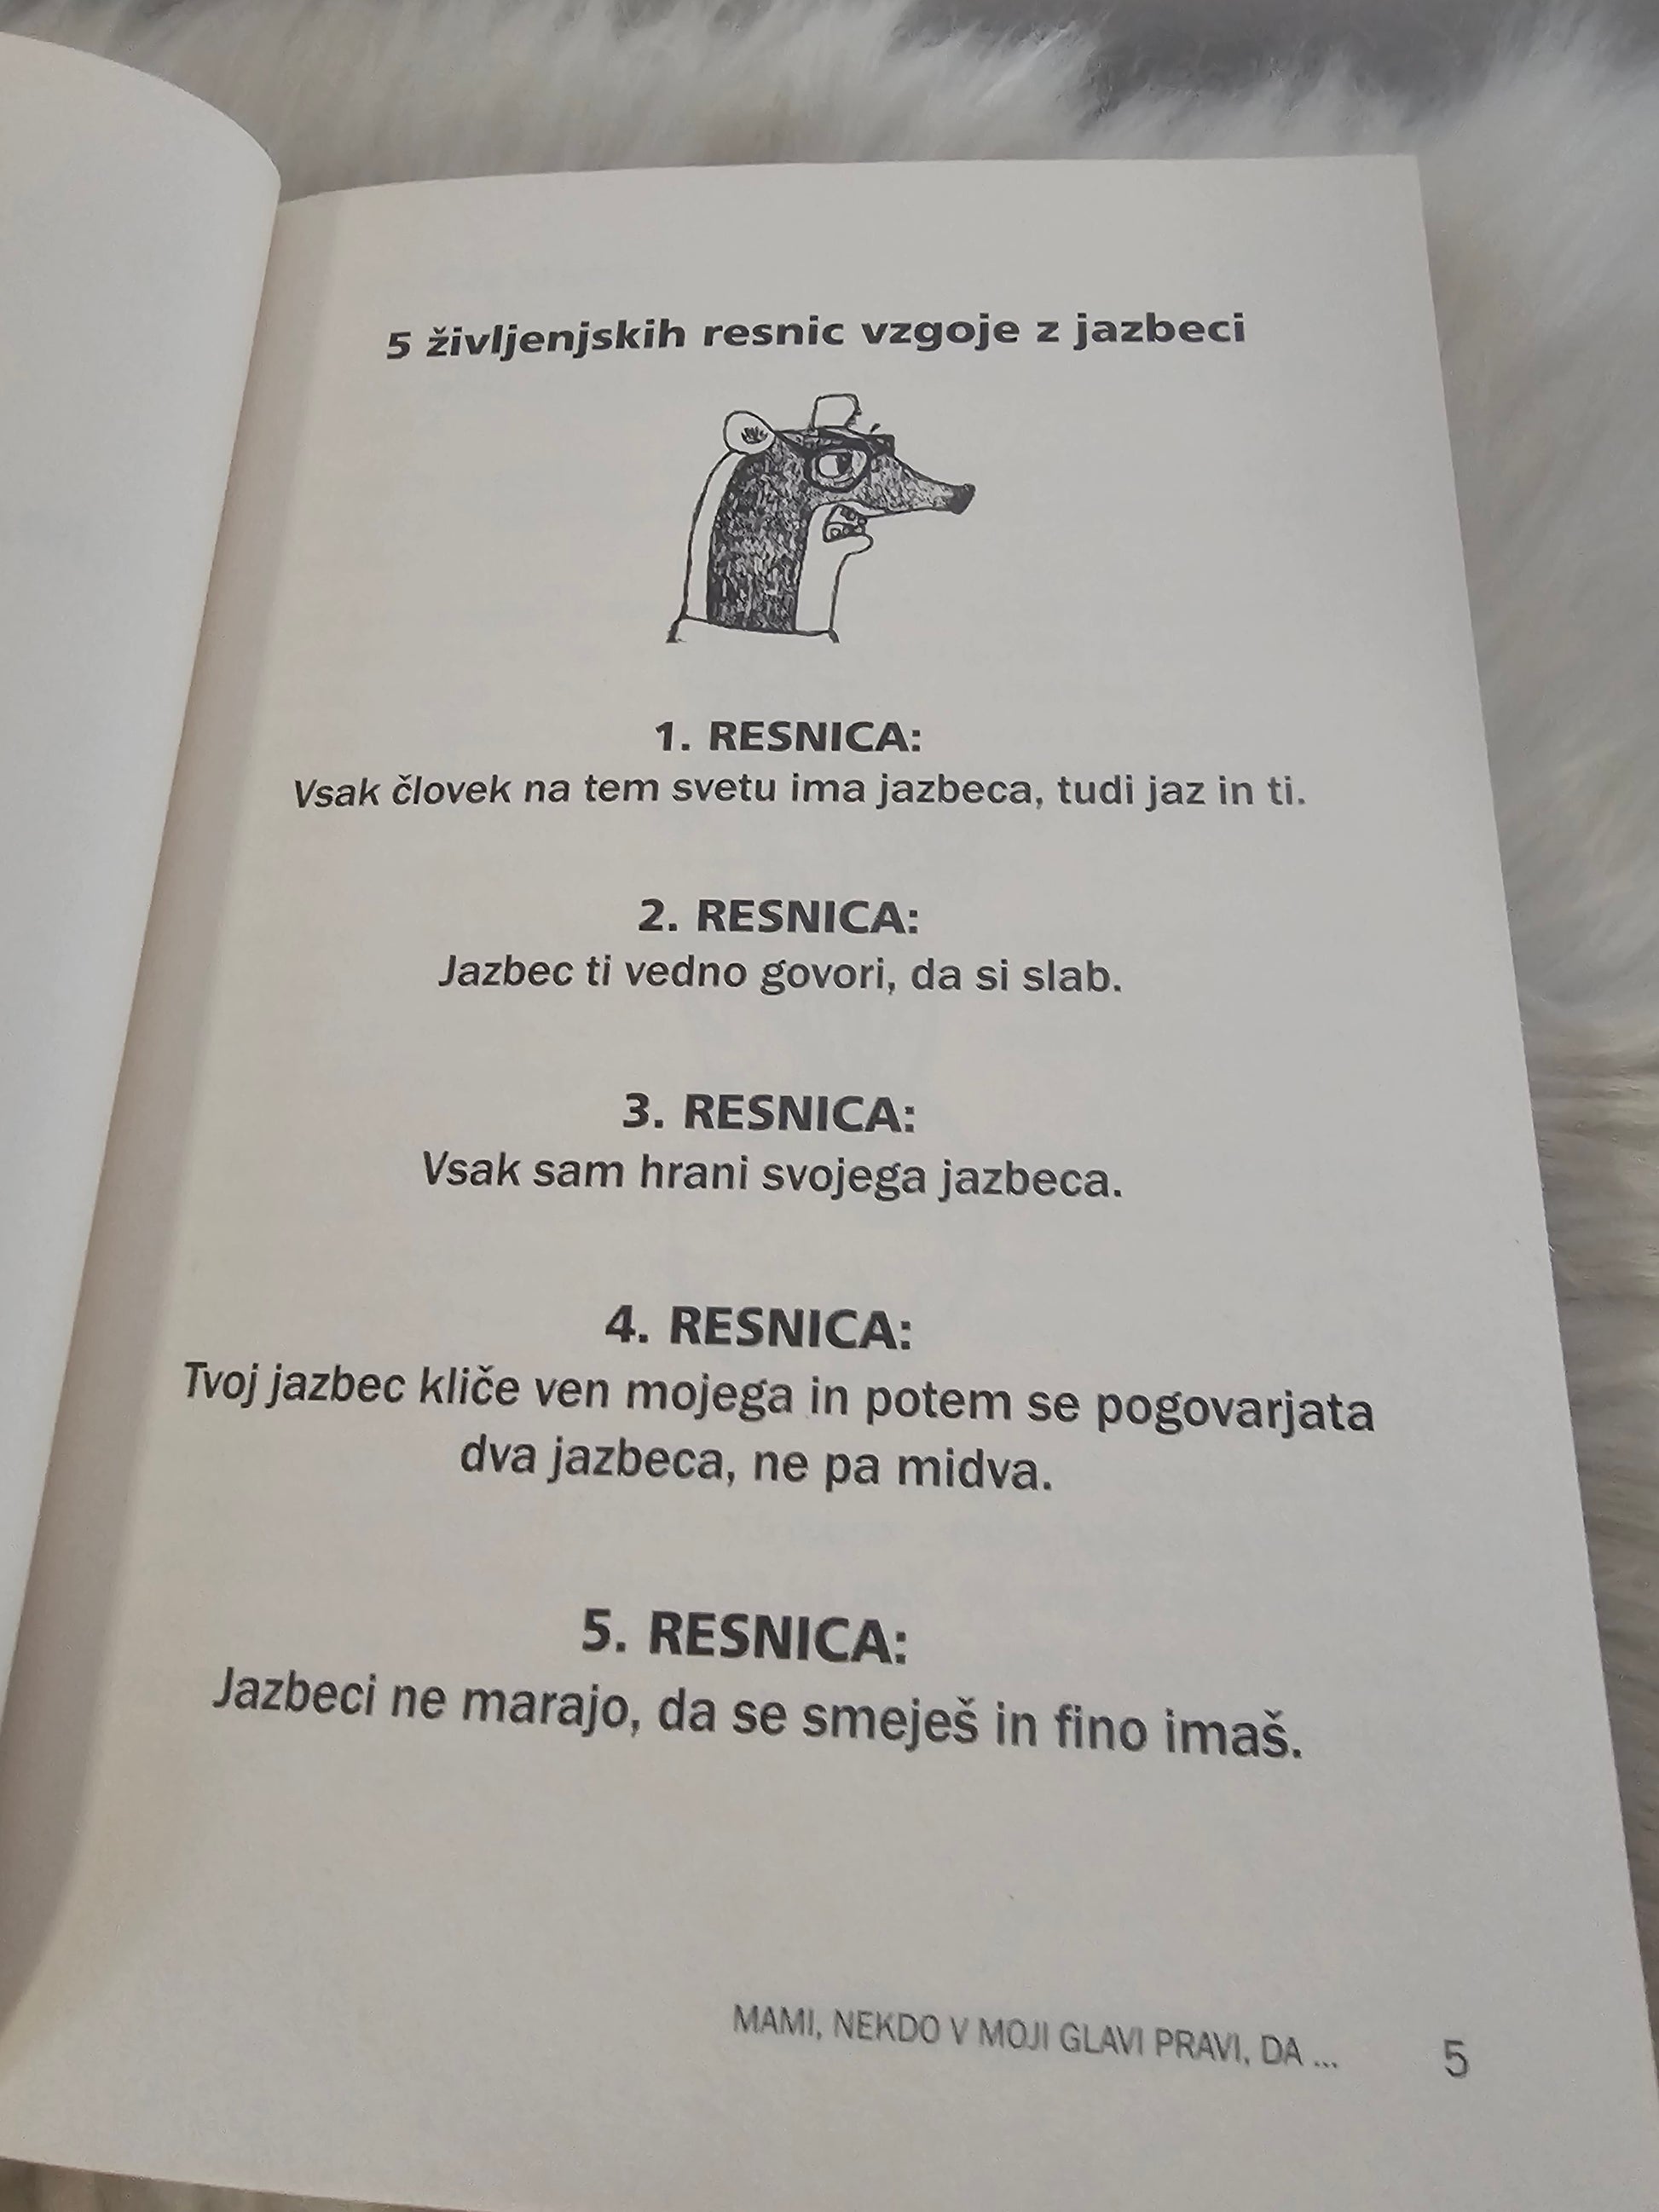 5 življenjskih resnic vzgoje z jazbeci
1. RESNICA:
Vsak človek na tem svetu ima jazbeca, tudi jaz in ti.
2. RESNICA:
Jazbec ti vedno govori, da si slab.
3. RESNICA:
Vsak sam hrani svojega jazbeca.
4. RESNICA:
Tvoj jazbec kliče ven mojega in potem se pogovarjata
dva jazbeca, ne pa midva.
5. RESNICA:
Jazbeci ne marajo, da se smeješ in fino imaš.
MAMI, NEKDO V MOJI GLAVI PRAVI, DA ... 5